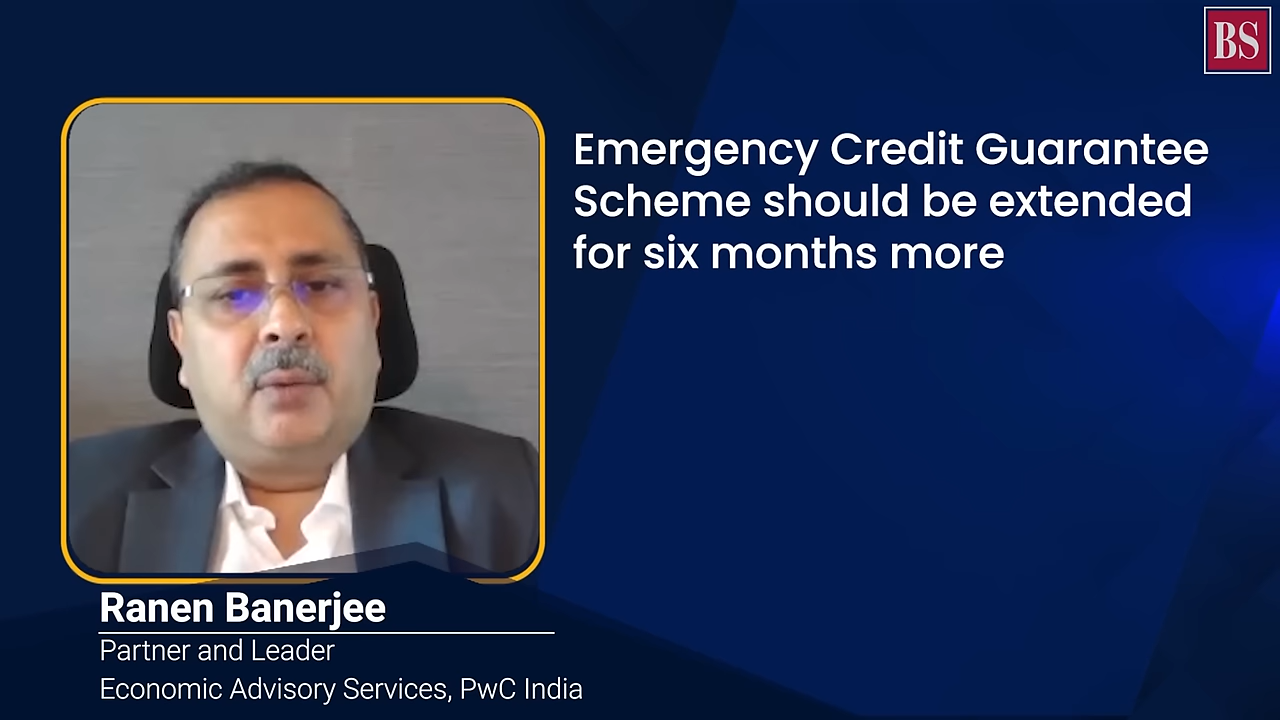 BS
Emergency Credit Guarantee
Scheme should be extended
for six months more
Ranen Banerjee
Partner and Leader
Economic Advisory Services, PwC India